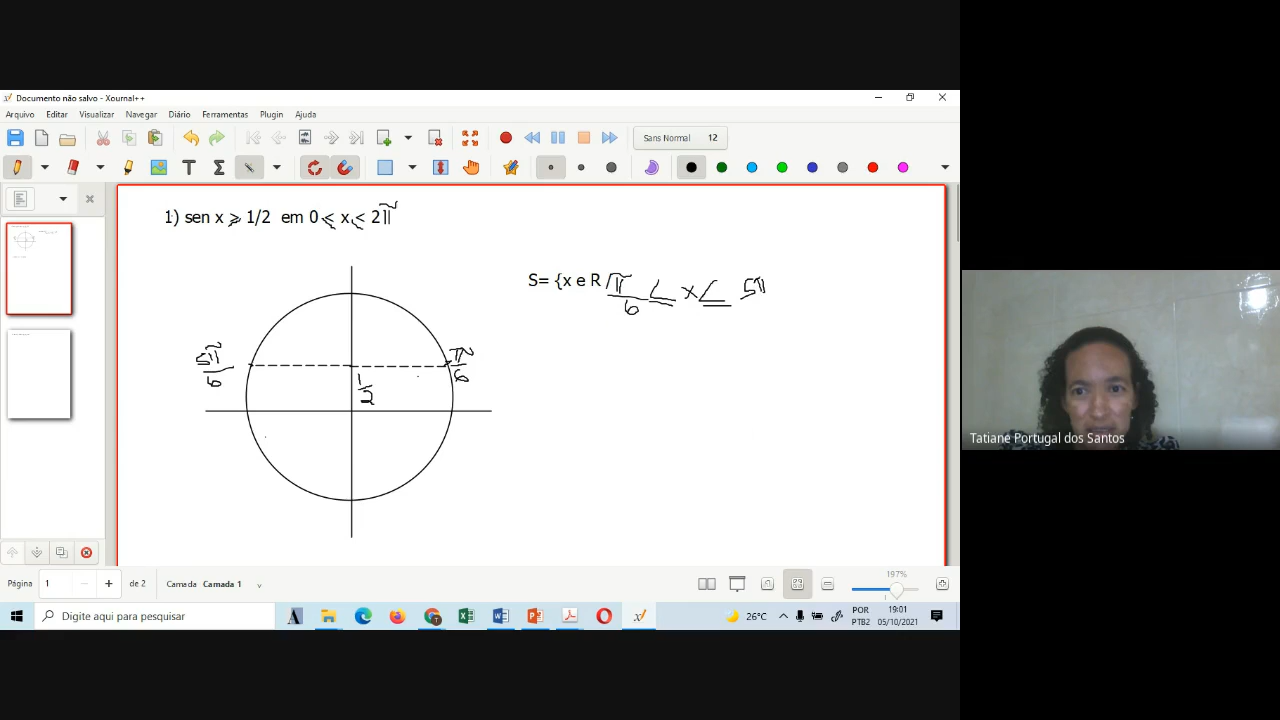 Documento não salvo - Xournal++
Arquivo Editar Visualizar Navegar Diário Ferramentas Plugin Ajuda
Sans Normal 12
1) sen x ⩾ 1/2 em 0 ⩽ x ⩽ 2π
S= {x e R / π/6 ≤ x ≤ 5π
5π/6
π/6
1/2
Tatiane Portugal dos Santos
Página 1 de 2 Camada Camada 1 197%
Digite aqui para pesquisar
26°C
POR
PTB2
19:01
05/10/2021